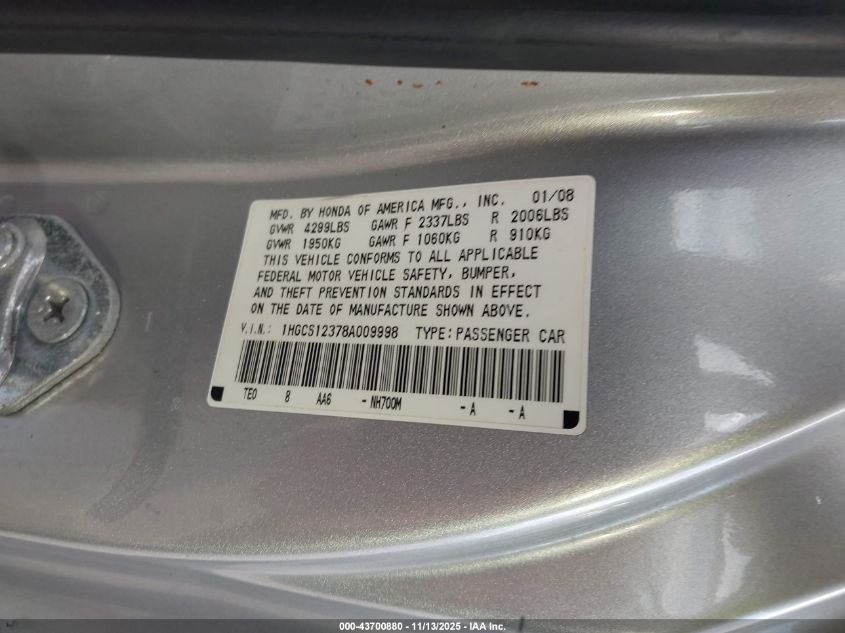 MFD. BY HONDA OF AMERICA MFG., INC. 01/08
GVWR 4299LBS GAWR F 2337LBS R 2006LBS
GVWR 1950KG GAWR F 1060KG R 910KG
THIS VEHICLE CONFORMS TO ALL APPLICABLE
FEDERAL MOTOR VEHICLE SAFETY, BUMPER,
AND THEFT PREVENTION STANDARDS IN EFFECT
ON THE DATE OF MANUFACTURE SHOWN ABOVE.
V.I.N.: 1HGCS12378A009998 TYPE:PASSENGER CAR
TE0 8 AA6 -NH700M -A -A
000-43700880 - 11/13/2025 - IAA Inc.